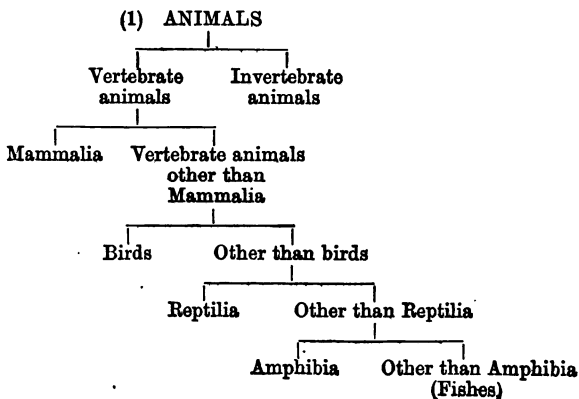 (1) ANIMALS
Vertebrate animals
Invertebrate animals
Mammalia
Vertebrate animals
other than
Mammalia
Birds
Other than birds
Reptilia
Other than Reptilia
Amphibia
Other than Amphibia
(Fishes)